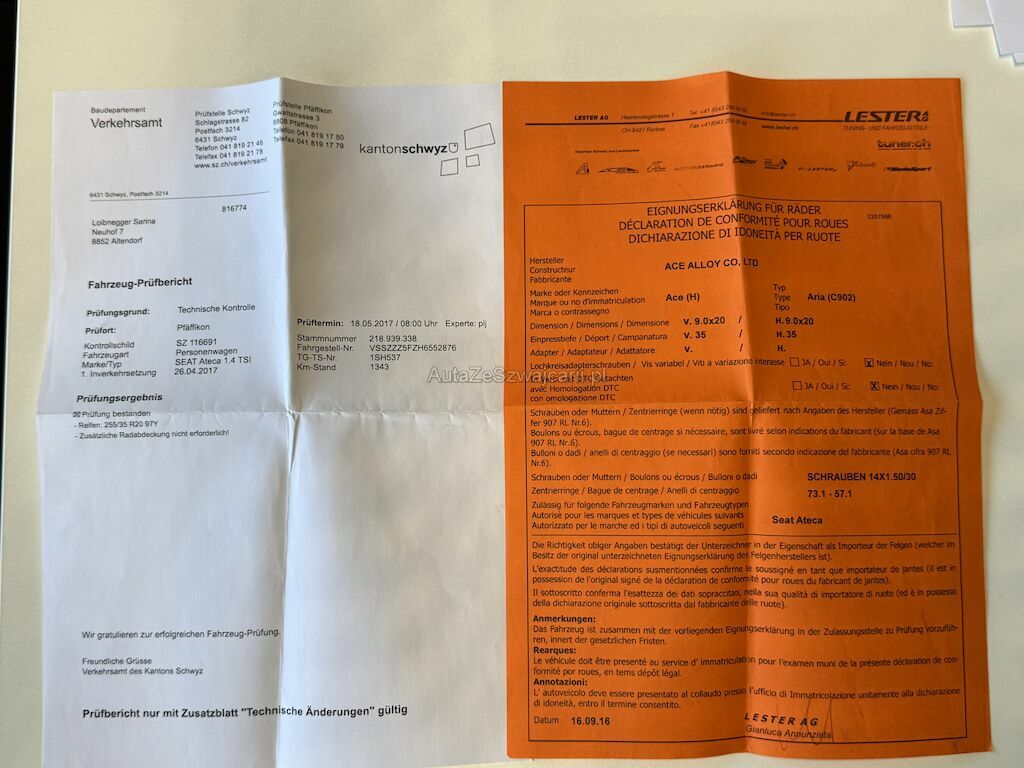 Baudepartement
Verkehrsamt
Prüfstelle Schwyz
Schlagstrasse 82
Postfach 3214
6431 Schwyz
Telefon 041 819 21 46
Telefax 041 819 21 78
www.sz.ch/verkehrsamt
Prüfstelle Pfäffikon
Gwattstrasse 3
8808 Pfäffikon
Telefon 041 819 17 50
Telefax 041 819 17 79
kantonschwyz
6431 Schwyz, Postfach 3214
816774
Loibnegger Sarina
Neuhof 7
8852 Altendorf
Fahrzeug-Prüfbericht
Prüfungsgrund: Technische Kontrolle
Prüfort: Pfäffikon
Prüftermin: 18.05.2017 / 08:00 Uhr Experte: plj
Kontrollschild SZ 116691
Fahrzeugart Personenwagen
Marke/Typ SEAT Ateca 1.4 TSI
1. Inverkehrsetzung 26.04.2017
Stammnummer 218.939.338
Fahrgestell-Nr. VSSZZZ5FZH6552876
TG-TS-Nr. 1SH537
Km-Stand 1343
Prüfungsergebnis
Prüfung bestanden
- Reifen: 255/35 R20 97Y
- Zusätzliche Radabdeckung nicht erforderlich!
Wir gratulieren zur erfolgreichen Fahrzeug-Prüfung.
Freundliche Grüsse
Verkehrsamt des Kantons Schwyz
Prüfbericht nur mit Zusatzblatt "Technische Änderungen" gültig
AutaZeSzwajcarii.pl
LESTER AG Heerenstegstrasse 1
CH-8427 Rorbas
info@lester.ch
www.lester.ch
LESTER AG
TUNING- UND FAHRZEUGTEILE
tuner.ch
EIGNUNGSERKLÄRUNG FÜR RÄDER
DÉCLARATION DE CONFORMITÉ POUR ROUES
DICHIARAZIONE DI IDONEITÀ PER RUOTE
0357586
Hersteller
Constructeur
Fabbricante
ACE ALLOY CO. LTD
Marke oder Kennzeichen
Marque ou no d'immatriculation
Marca o contrassegno
Ace (H)
Typ
Type
Tipo
Aria (C902)
Dimension / Dimensions / Dimensione V. 9.0x20 / H. 9.0x20
Einpresstiefe / Déport / Campanatura V. 35 / H. 35
Adapter / Adaptateur / Adattatore V. / H.
Lochkreisadapterschrauben / Vis variabel / Viti a variazione interasse JA / Oui / Si: X Nein / Nou / No:
avec Homologation DTC
con omologazione DTC
JA / Oui / Si: X Nein / Nou / No:
Schrauben oder Muttern / Zentrierringe (wenn nötig) sind geliefert nach Angaben des Hersteller (Gemäss Asa Zif-
fer 907 RL Nr.6).
Boulons ou écrous, bague de centrage si nécessaire, sont livré selon indications du fabricant (sur la base de Asa
907 RL Nr.6).
Bulloni o dadi / anelli di centraggio (se necessari) sono forniti secondo indicazione del fabbricante (Asa cifra 907 RL
Nr.6).
Schrauben oder Muttern / Boulons ou écrous / Bulloni o dadi SCHRAUBEN 14X1.50/30
Zentrierringe / Bague de centrage / Anelli di centraggio 73.1 - 57.1
Zulässig für folgende Fahrzeugmarken und Fahrzeugtypen
Autorisé pour les marques et types de véhicules suivants
Autorizzato per le marche ed i tipi di autoveicoli seguenti
Seat Ateca
Die Richtigkeit obiger Angaben bestätigt der Unterzeichner in der Eigenschaft als Importeur der Felgen (welcher im
Besitz der original unterzeichneten Eignungserklärung des Felgenherstellers ist).
L'exactitude des déclarations susmentionnées confirme le soussigné en tant que importateur de jantes (il est in
possession de l'original signé de la déclaration de conformité pour roues du fabricant de jantes).
Il sottoscritto conferma l'esattezza dei dati sopraccitati, nella sua qualità di importatore di ruote (ed è in possesso
della dichiarazione originale sottoscritta dal fabbricante delle ruote).
Anmerkungen:
Das Fahrzeug ist zusammen mit der vorliegenden Eignungserklärung in der Zulassungsstelle zu Prüfung vorzufüh-
ren, innert der gesetzlichen Fristen.
Rearques:
Le véhicule doit être presenté au service d' immatriculation pour l'examen muni de la présente déclaration de con-
formité por roues, en tems dépôt légal.
Annotazioni:
L' autoveicolo deve essere presentato al collaudo presso l'ufficio di Immatricolazione unitamente alla dichiarazione
di idoneità, entro il termine consentito.
Datum 16.09.16
LESTER AG
Gianluca Annunziata